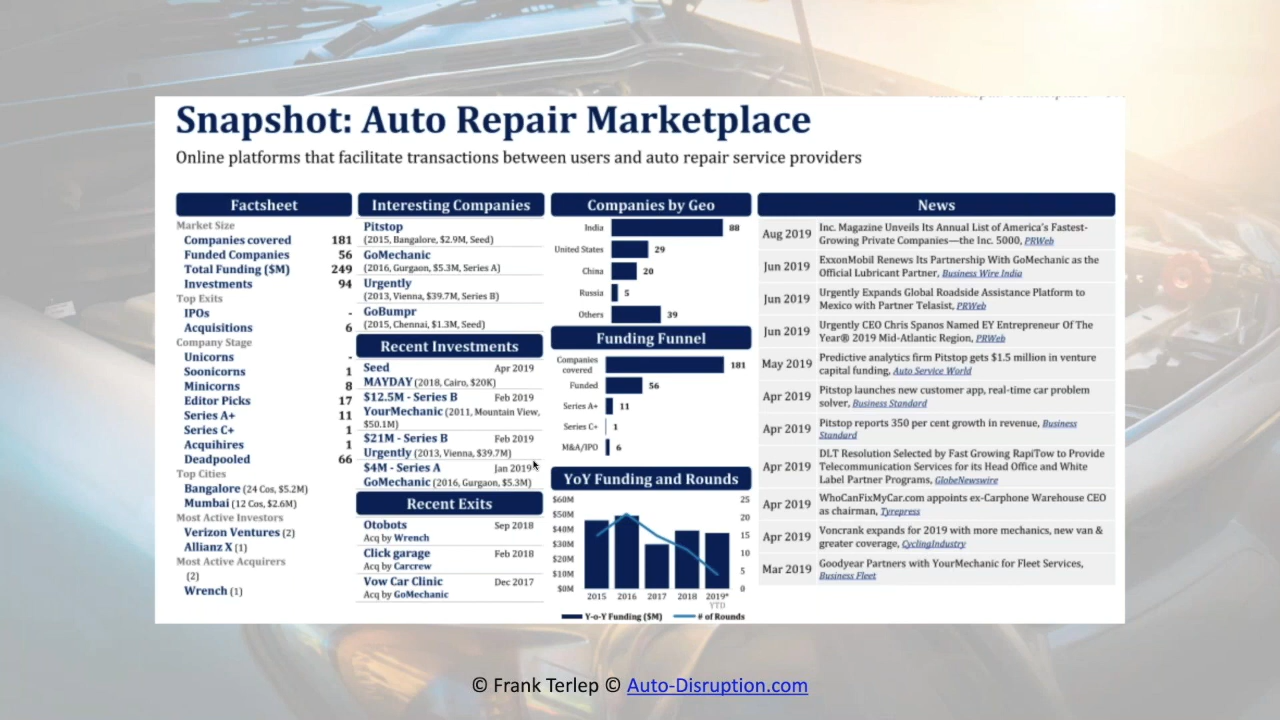 Snapshot: Auto Repair Marketplace
Online platforms that facilitate transactions between users and auto repair service providers
Factsheet
Market Size
Companies covered 181
Funded Companies 56
Total Funding ($M) 249
Investments 94
Top Exits
IPOs -
Acquisitions 6
Company Stage
Unicorns -
Soonicorns 1
Minicorns 8
Editor Picks 17
Series A+ 11
Series C+ 1
Acquihires 1
Deadpooled 66
Top Cities
Bangalore (24 Cos, $5.2M)
Mumbai (12 Cos, $2.6M)
Most Active Investors
Verizon Ventures (2)
Allianz X (1)
Most Active Acquirers
(2)
Wrench (1)
Interesting Companies
Pitstop
(2015, Bangalore, $2.9M, Seed)
GoMechanic
(2016, Gurgaon, $5.3M, Series A)
Urgently
(2013, Vienna, $39.7M, Series B)
GoBumpr
(2015, Chennai, $1.3M, Seed)
Recent Investments
Seed Apr 2019
MAYDAY (2018, Cairo, $20K)
$12.5M - Series B Feb 2019
YourMechanic (2011, Mountain View,
$50.1M)
$21M - Series B Feb 2019
Urgently (2013, Vienna, $39.7M)
$4M - Series A Jan 2019
GoMechanic (2016, Gurgaon, $5.3M)
Recent Exits
Otobots Sep 2018
Acq by Wrench
Click garage Feb 2018
Acq by Carcrew
Vow Car Clinic Dec 2017
Acq by GoMechanic
Companies by Geo
India 88
United States 29
China 20
Russia 5
Others 39
Funding Funnel
Companies
covered 181
Funded 56
Series A+ 11
Series C+ 1
M&A/IPO 6
YoY Funding and Rounds
$60M 25
$50M 20
$40M
$30M 15
$20M 10
$10M 5
$0M 0
2015 2016 2017 2018 2019*
YTD
Y-o-Y Funding ($M) # of Rounds
News
Aug 2019 Inc. Magazine Unveils Its Annual List of America's Fastest-
Growing Private Companies—the Inc. 5000, PRWeb
Jun 2019 ExxonMobil Renews Its Partnership With GoMechanic as the
Official Lubricant Partner, Business Wire India
Jun 2019 Urgently Expands Global Roadside Assistance Platform to
Mexico with Partner Telasist, PRWeb
Jun 2019 Urgently CEO Chris Spanos Named EY Entrepreneur Of The
Year® 2019 Mid-Atlantic Region, PRWeb
May 2019 Predictive analytics firm Pitstop gets $1.5 million in venture
capital funding, Auto Service World
Apr 2019 Pitstop launches new customer app, real-time car problem
solver, Business Standard
Apr 2019 Pitstop reports 350 per cent growth in revenue, Business
Standard
Apr 2019 DLT Resolution Selected by Fast Growing RapiTow to Provide
Telecommunication Services for its Head Office and White
Label Partner Programs, GlobeNewswire
Apr 2019 WhoCanFixMyCar.com appoints ex-Carphone Warehouse CEO
as chairman, Tyrepress
Apr 2019 Voncrank expands for 2019 with more mechanics, new van &
greater coverage, CyclingIndustry
Mar 2019 Goodyear Partners with YourMechanic for Fleet Services,
Business Fleet
© Frank Terlep © Auto-Disruption.com